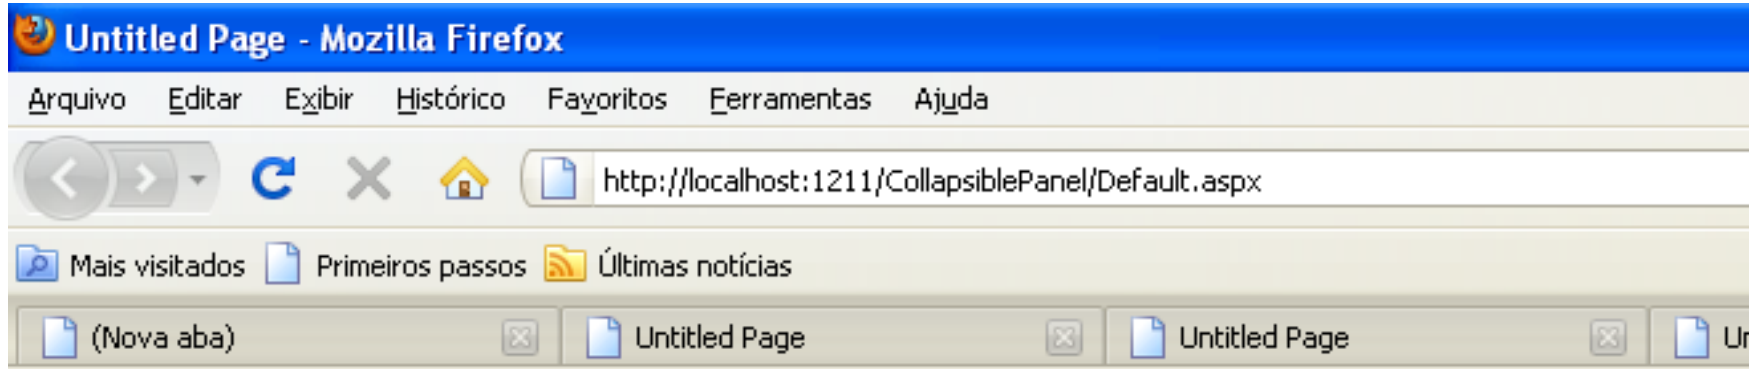 Untitled Page - Mozilla Firefox
Arquivo Editar Exibir Histórico Favoritos Ferramentas Ajuda
http://localhost:1211/CollapsiblePanel/Default.aspx
Mais visitados Primeiros passos Últimas notícias
(Nova aba) Untitled Page Untitled Page